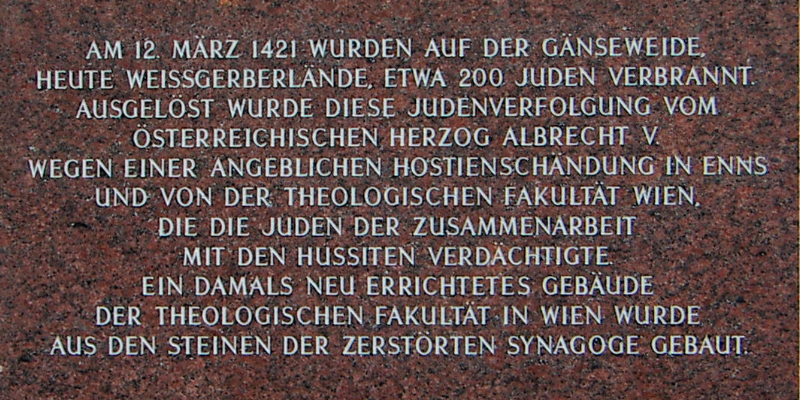 AM 12. MÄRZ 1421 WURDEN AUF DER GÄNSEWEIDE,
HEUTE WEISSGERBERLÄNDE, ETWA 200 JUDEN VERBRANNT.
AUSGELÖST WURDE DIESE JUDENVERFOLGUNG VOM
ÖSTERREICHISCHEN HERZOG ALBRECHT V.
WEGEN EINER ANGEBLICHEN HOSTIENSCHÄNDUNG IN ENNS
UND VON DER THEOLOGISCHEN FAKULTÄT WIEN,
DIE DIE JUDEN DER ZUSAMMENARBEIT
MIT DEN HUSSITEN VERDÄCHTIGTE.
EIN DAMALS NEU ERRICHTETES GEBÄUDE
DER THEOLOGISCHEN FAKULTÄT IN WIEN WURDE
AUS DEN STEINEN DER ZERSTÖRTEN SYNAGOGE GEBAUT.